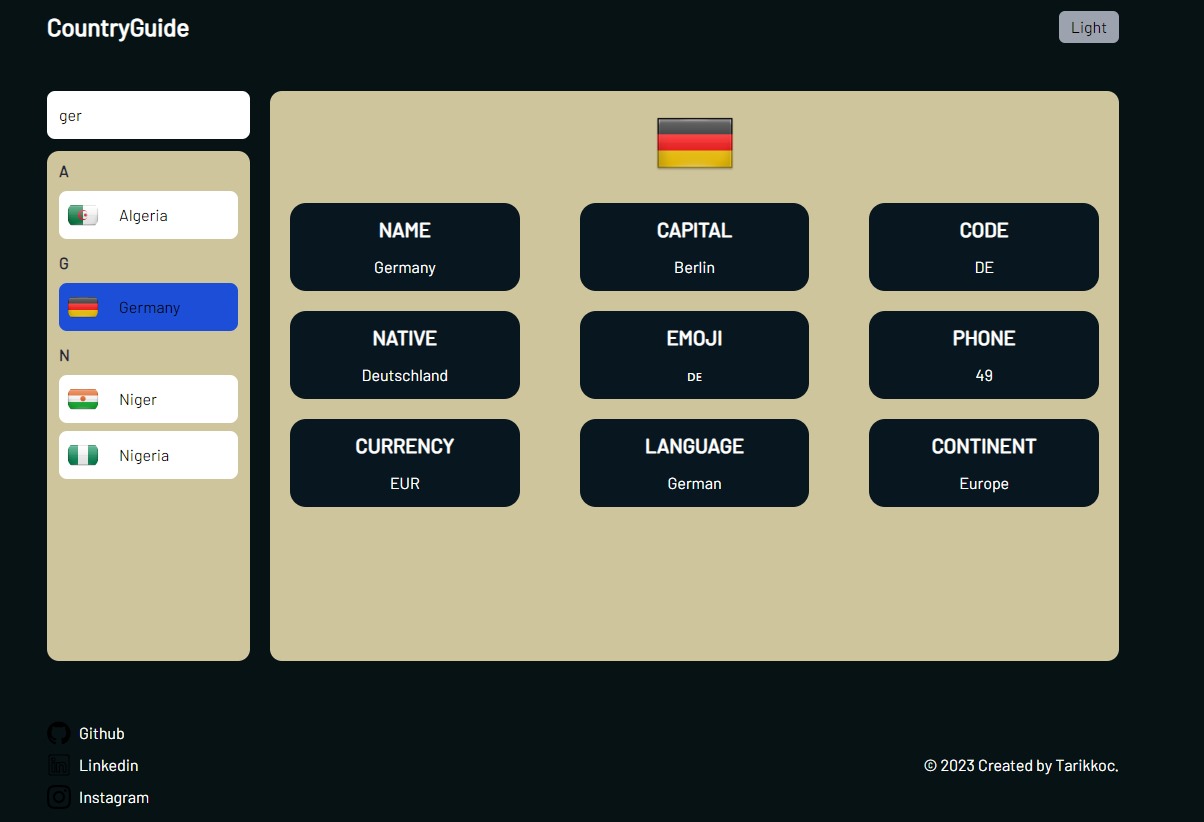 CountryGuide
Light
ger
A
Algeria
G
Germany
N
Niger
Nigeria
NAME
Germany
CAPITAL
Berlin
CODE
DE
NATIVE
Deutschland
EMOJI
DE
PHONE
49
CURRENCY
EUR
LANGUAGE
German
CONTINENT
Europe
Github
Linkedin
Instagram
© 2023 Created by Tarikkoc.